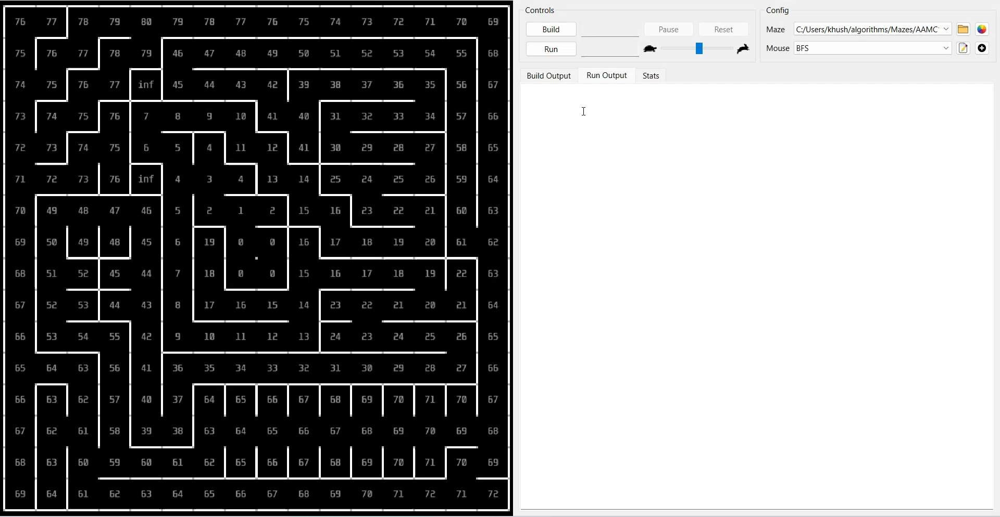 76 77 78 79 80 79 78 77 76 75 74 73 72 71 70 69
75 76 77 78 79 46 47 48 49 50 51 52 53 54 55 68
74 75 76 77 inf 45 44 43 42 39 38 37 36 35 56 67
73 74 75 76 7 8 9 10 41 40 31 32 33 34 57 66
72 73 74 75 6 5 4 11 12 41 30 29 28 27 58 65
71 72 73 76 inf 4 3 4 13 14 25 24 25 26 59 64
70 49 48 47 46 5 2 1 2 15 16 23 22 21 60 63
69 50 49 48 45 6 19 0 0 16 17 18 19 20 61 62
68 51 52 45 44 7 18 0 0 15 16 17 18 19 22 63
67 52 53 44 43 8 17 16 15 14 23 22 21 20 21 64
66 53 54 55 42 9 10 11 12 13 24 23 24 25 26 65
65 64 63 56 41 36 35 34 33 32 31 30 29 28 27 66
66 63 62 57 40 37 64 65 66 67 68 69 70 71 70 67
67 62 61 58 39 38 63 64 65 66 67 68 69 70 69 68
68 63 60 59 60 61 62 65 66 67 68 69 70 71 70 69
69 64 61 62 63 64 65 66 67 68 69 70 71 72 71 72
Controls
Build Pause Reset
Run
Config
Maze C:/Users/khush/algorithms/Mazes/AAMC
Mouse BFS
Build Output Run Output Stats